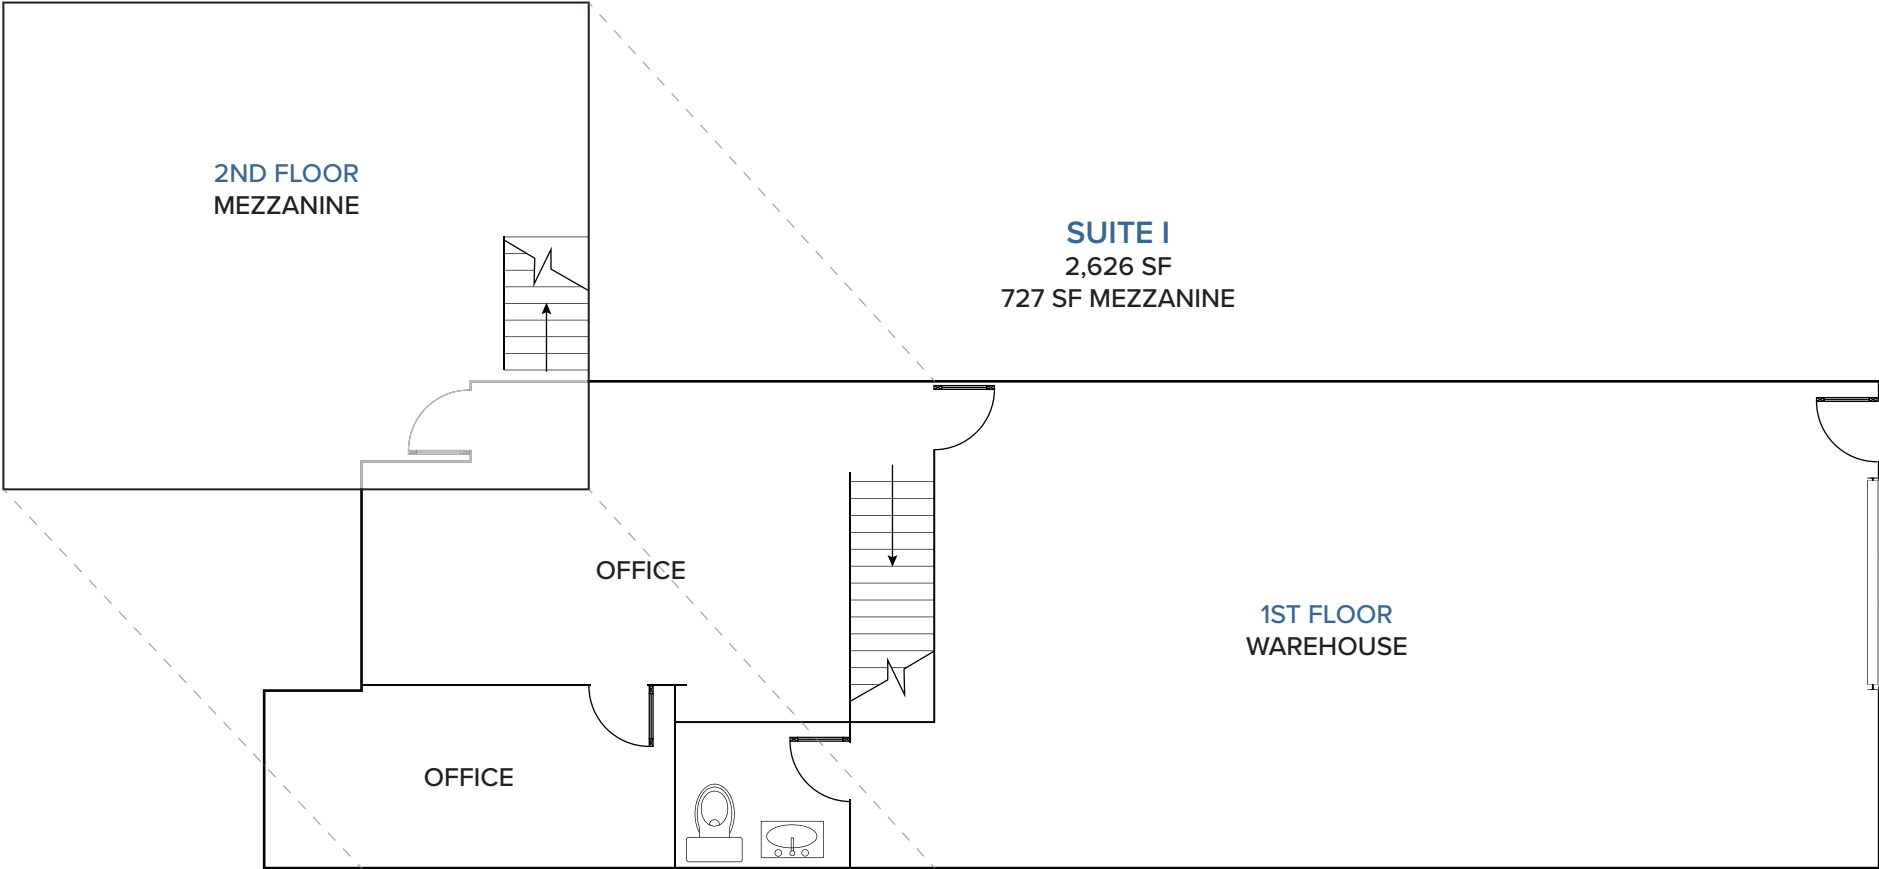 2ND FLOOR
MEZZANINE
SUITE I
2,626 SF
727 SF MEZZANINE
OFFICE
1ST FLOOR
WAREHOUSE
OFFICE